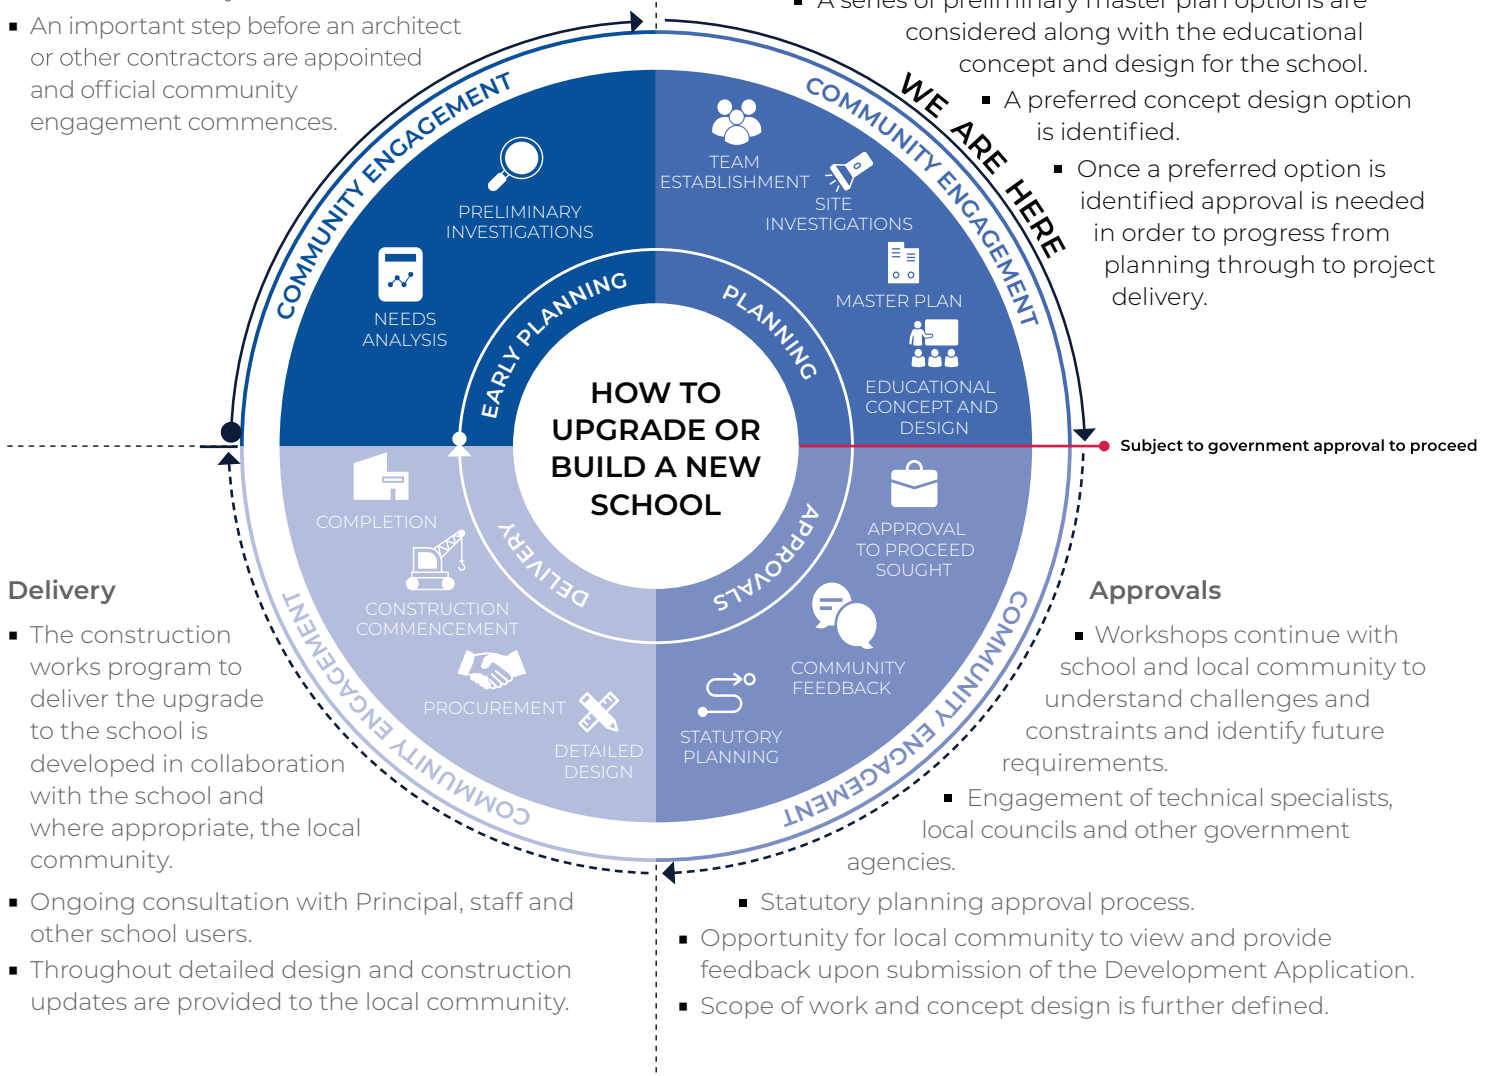 An important step before an architect
or other contractors are appointed
and official community
engagement commences.
A series of preliminary master plan options are
considered along with the educational
concept and design for the school.
A preferred concept design option
is identified.
Once a preferred option is
identified approval is needed
in order to progress from
planning through to project
delivery.
WE ARE HERE
COMMUNITY ENGAGEMENT
COMMUNITY ENGAGEMENT
PRELIMINARY
INVESTIGATIONS
NEEDS
ANALYSIS
EARLY PLANNING
TEAM
ESTABLISHMENT
SITE
INVESTIGATIONS
MASTER PLAN
EDUCATIONAL
CONCEPT AND
DESIGN
PLANNING
HOW TO
UPGRADE OR
BUILD A NEW
SCHOOL
Subject to government approval to proceed
APPROVALS
APPROVAL
TO PROCEED
SOUGHT
COMMUNITY
FEEDBACK
STATUTORY
PLANNING
COMMUNITY ENGAGEMENT
DELIVERY
COMPLETION
CONSTRUCTION
COMMENCEMENT
PROCUREMENT
DETAILED
DESIGN
COMMUNITY ENGAGEMENT
Delivery
The construction
works program to
deliver the upgrade
to the school is
developed in collaboration
with the school and
where appropriate, the local
community.
Ongoing consultation with Principal, staff and
other school users.
Throughout detailed design and construction
updates are provided to the local community.
Approvals
Workshops continue with
school and local community to
understand challenges and
constraints and identify future
requirements.
Engagement of technical specialists,
local councils and other government
agencies.
Statutory planning approval process.
Opportunity for local community to view and provide
feedback upon submission of the Development Application.
Scope of work and concept design is further defined.